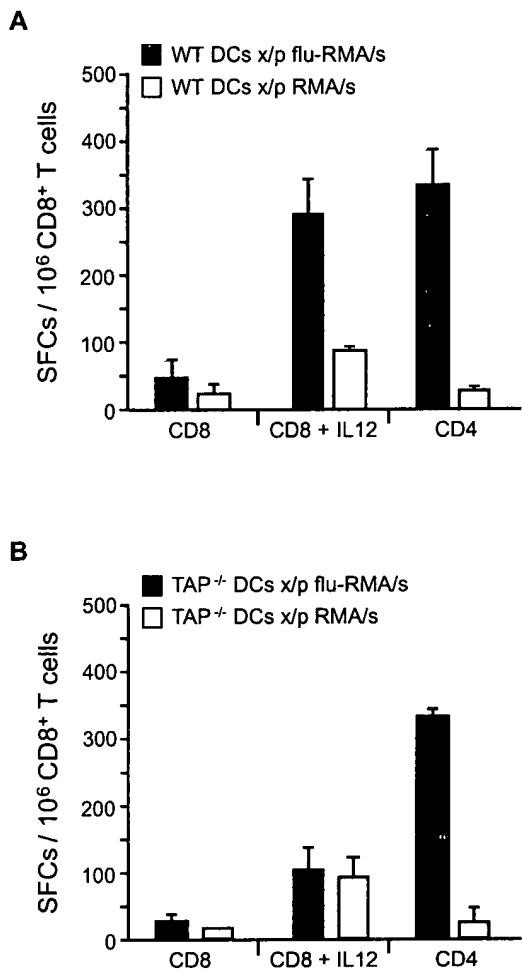 A
WT DCs x/p flu-RMA/s
WT DCs x/p RMA/s
SFCs / 10⁶ CD8⁺ T cells
500
400
300
200
100
0
CD8
CD8 + IL12
CD4
B
TAP⁻/⁻ DCs x/p flu-RMA/s
TAP⁻/⁻ DCs x/p RMA/s
SFCs / 10⁶ CD8⁺ T cells
500
400
300
200
100
0
CD8
CD8 + IL12
CD4